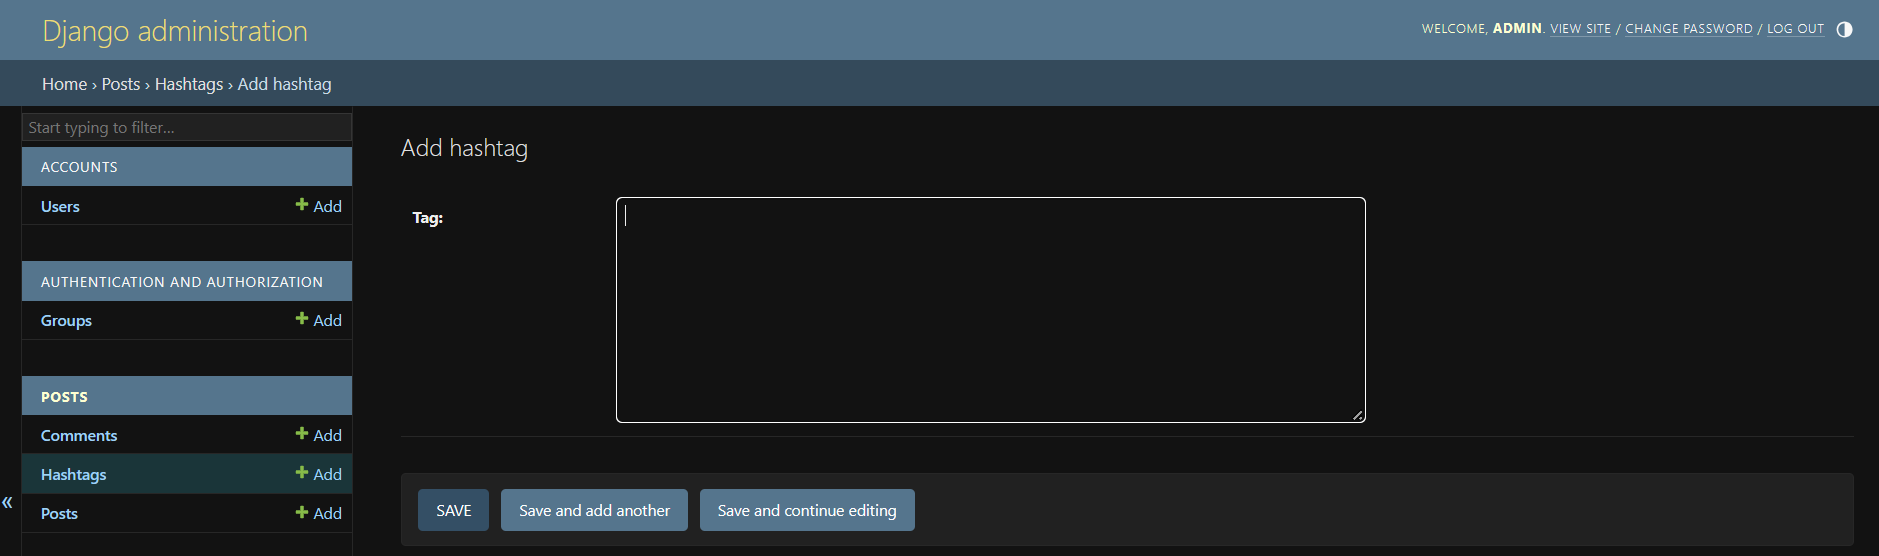 Django administration
WELCOME, ADMIN. VIEW SITE / CHANGE PASSWORD / LOG OUT
Home › Posts › Hashtags › Add hashtag
Start typing to filter...
ACCOUNTS
Users Add
AUTHENTICATION AND AUTHORIZATION
Groups Add
POSTS
Comments Add
Hashtags Add
Posts Add
«
Add hashtag
Tag:
SAVE Save and add another Save and continue editing